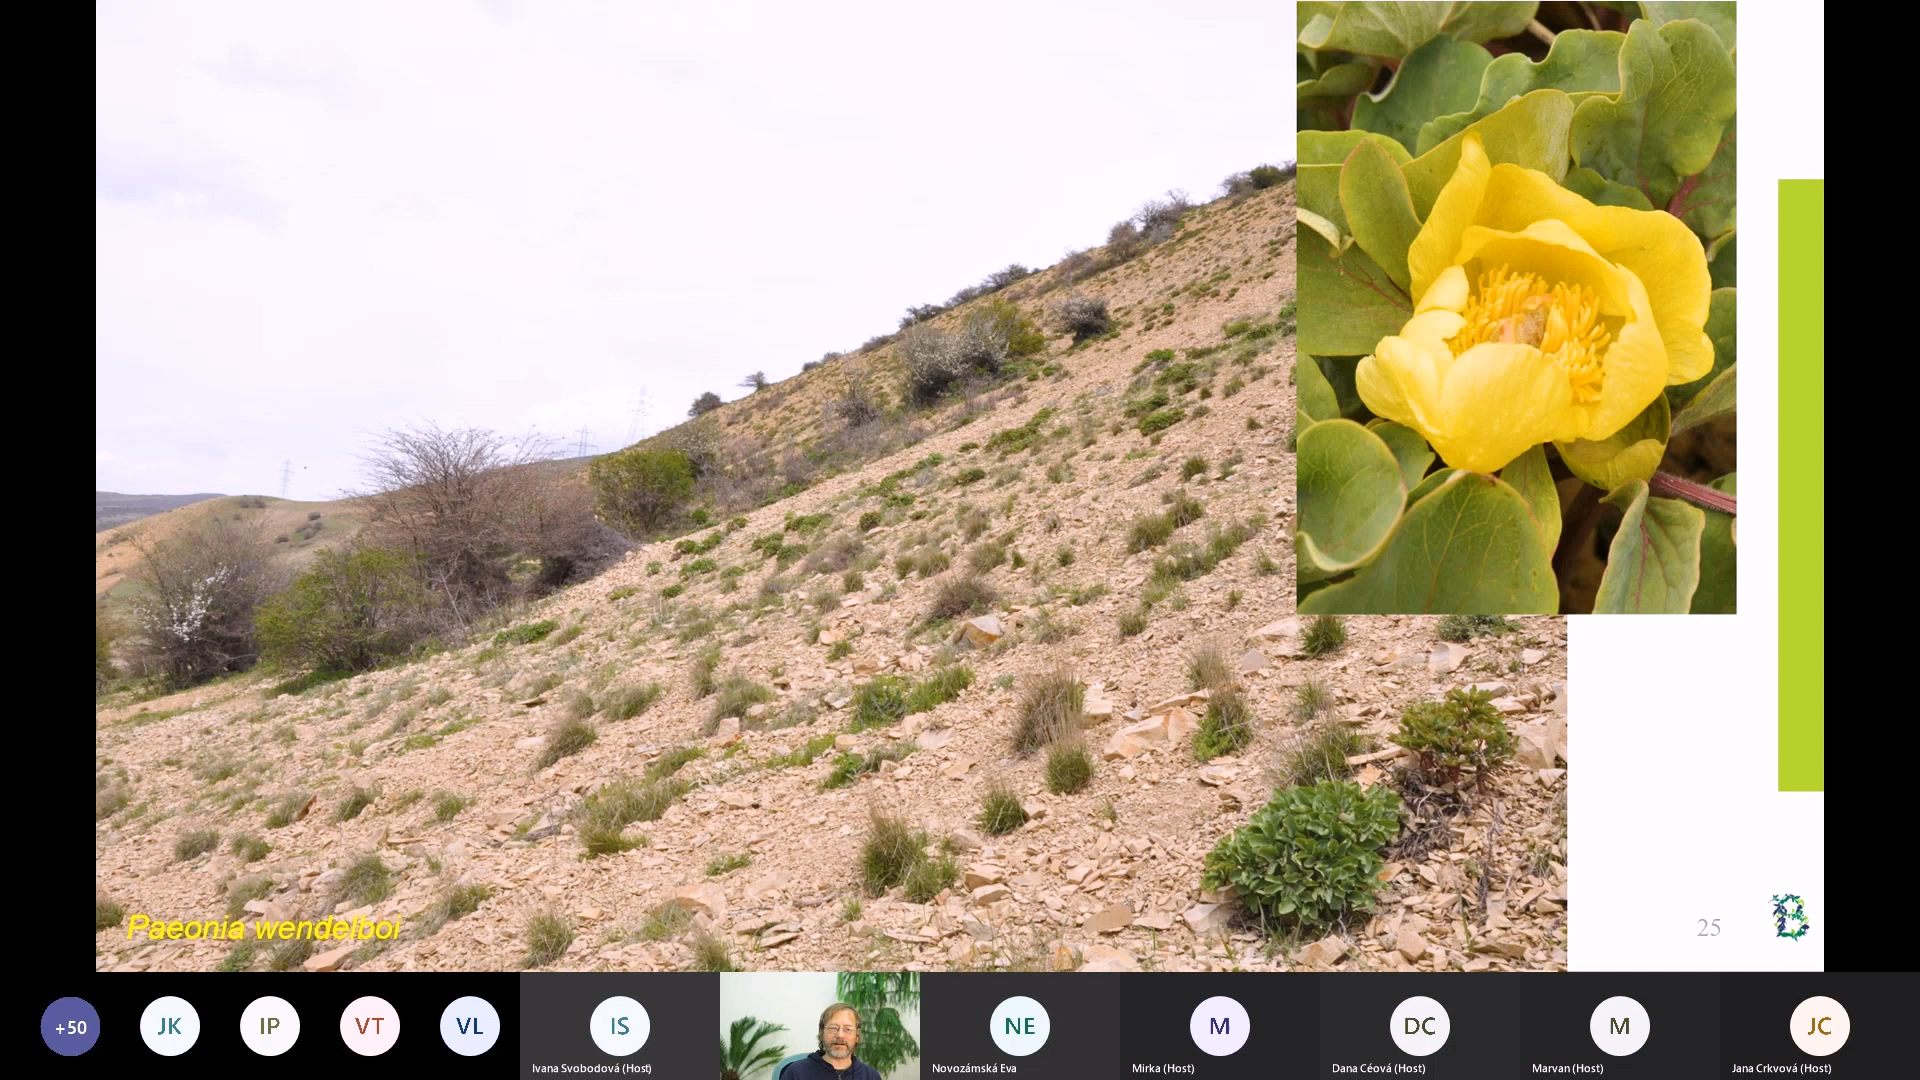 Paeonia wendelboi
25
B
+50
JK
IP
VT
VL
IS
NE
M
DC
M
JC
Ivana Svobodová (Host)
Novozámská Eva
Mirka (Host)
Dana Céová (Host)
Marvan (Host)
Jana Crkvová (Host)